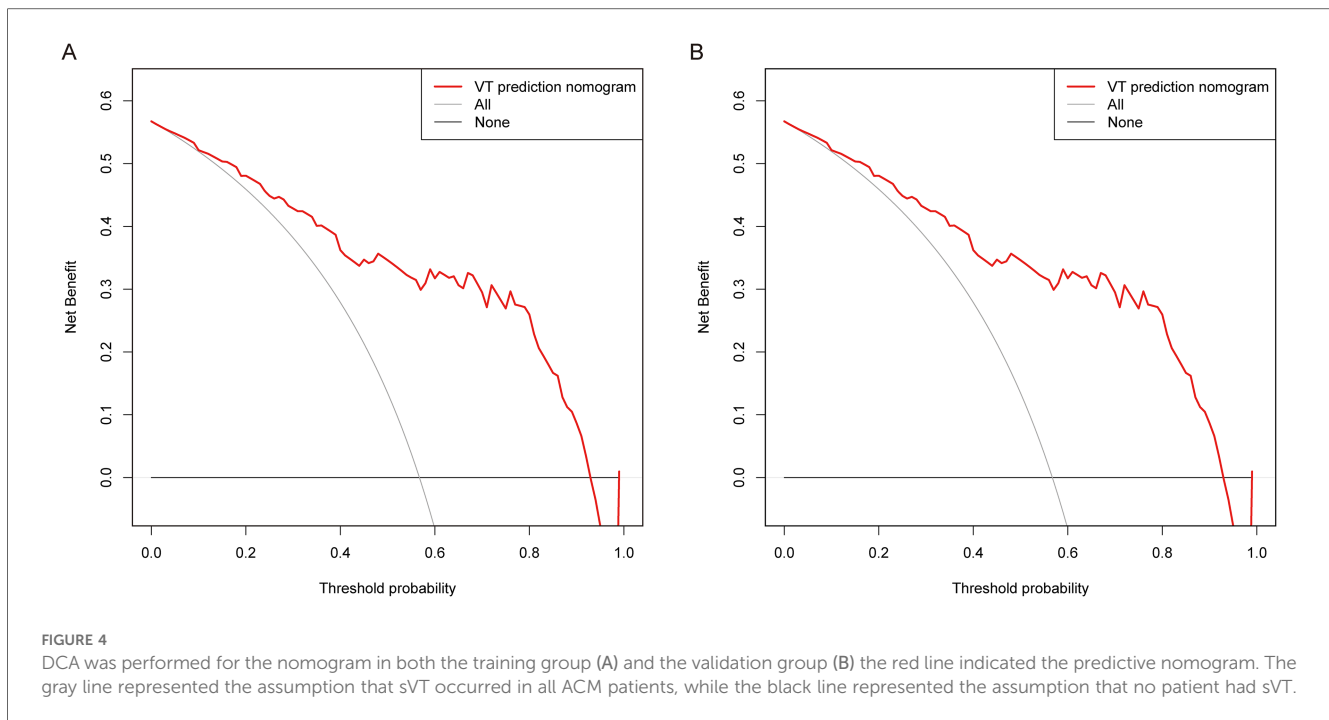 A
VT prediction nomogram
All
None
Net Benefit
0.6
0.5
0.4
0.3
0.2
0.1
0.0
0.0 0.2 0.4 0.6 0.8 1.0
Threshold probability
B
VT prediction nomogram
All
None
Net Benefit
0.6
0.5
0.4
0.3
0.2
0.1
0.0
0.0 0.2 0.4 0.6 0.8 1.0
Threshold probability
FIGURE 4
DCA was performed for the nomogram in both the training group (A) and the validation group (B) the red line indicated the predictive nomogram. The
gray line represented the assumption that sVT occurred in all ACM patients, while the black line represented the assumption that no patient had sVT.